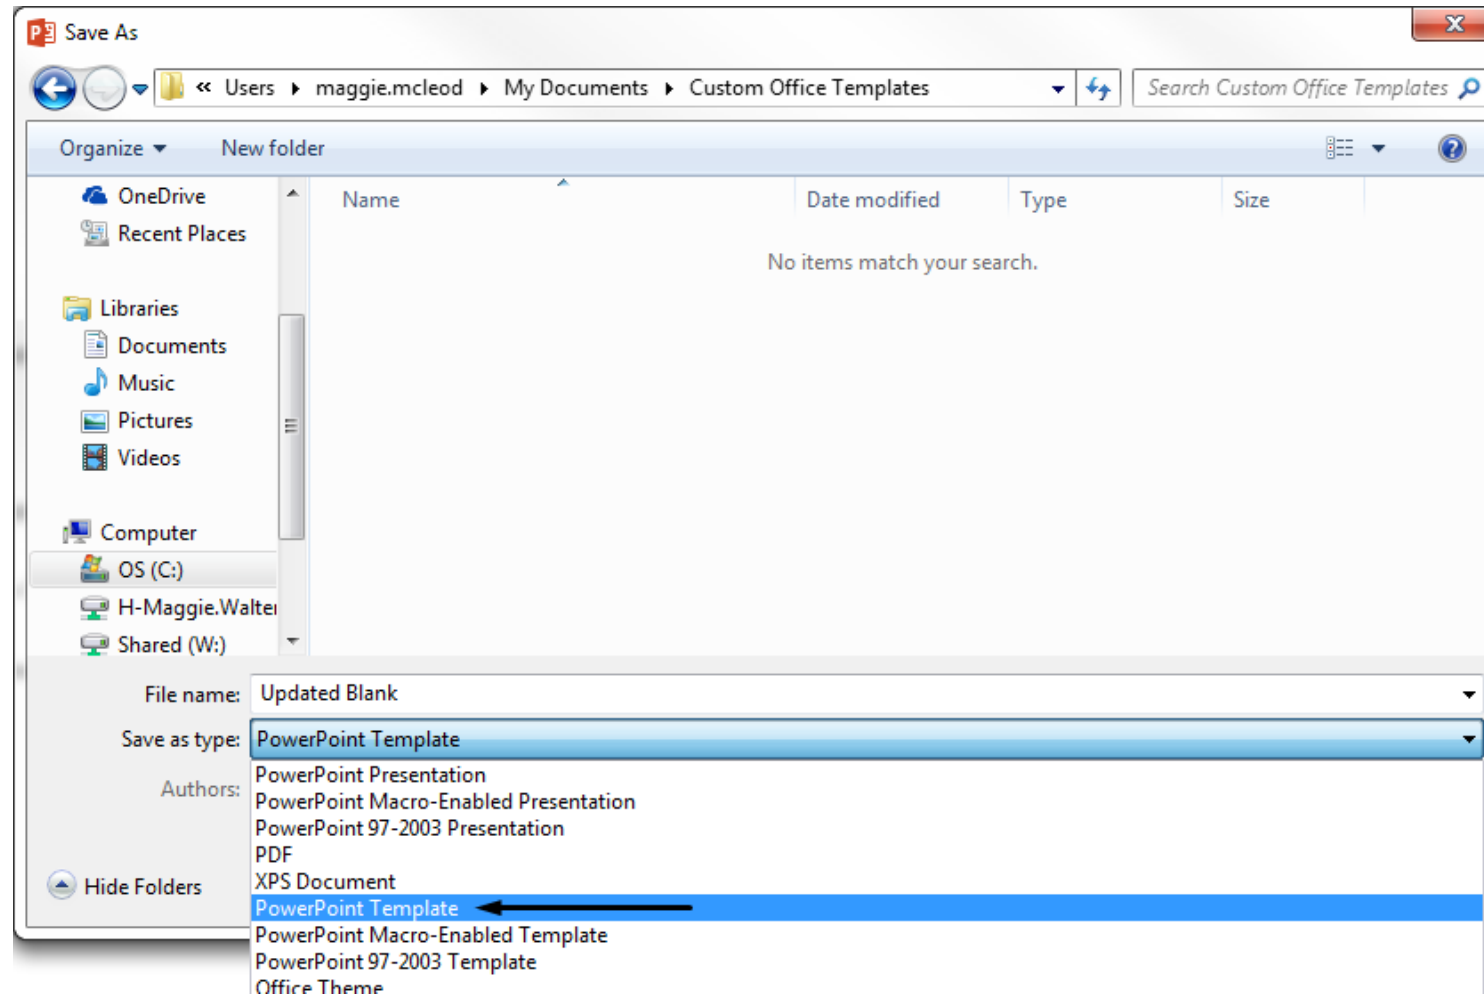 Save As
« Users ▸ maggie.mcleod ▸ My Documents ▸ Custom Office Templates
Search Custom Office Templates
Organize New folder
Name Date modified Type Size
No items match your search.
OneDrive
Recent Places
Libraries
Documents
Music
Pictures
Videos
Computer
OS (C:)
H-Maggie.Walter
Shared (W:)
File name: Updated Blank
Save as type: PowerPoint Template
Authors:
PowerPoint Presentation
PowerPoint Macro-Enabled Presentation
PowerPoint 97-2003 Presentation
PDF
XPS Document
PowerPoint Template
PowerPoint Macro-Enabled Template
PowerPoint 97-2003 Template
Office Theme
Hide Folders